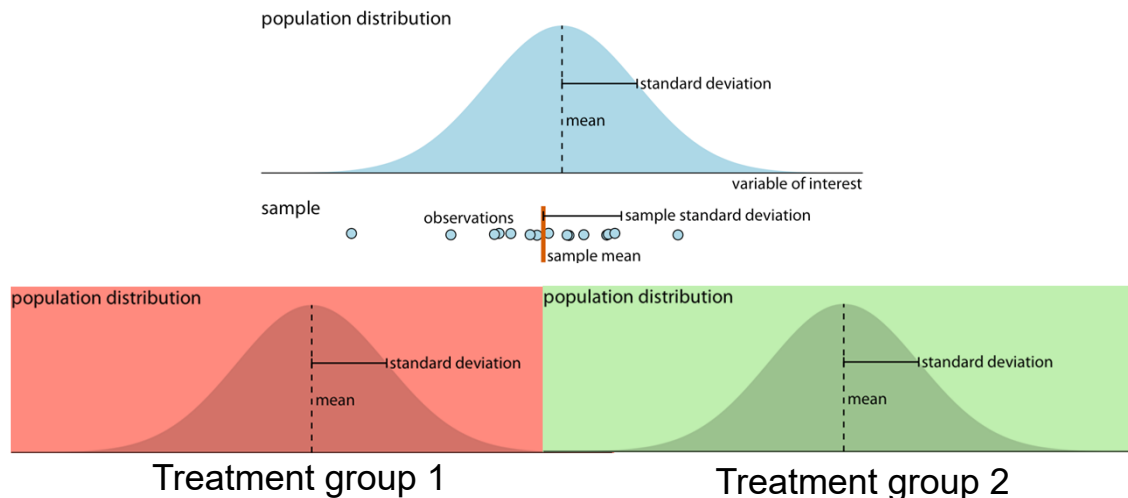 population distribution
standard deviation
mean
variable of interest
sample
observations
sample standard deviation
sample mean
population distribution
standard deviation
mean
Treatment group 1
population distribution
standard deviation
mean
Treatment group 2